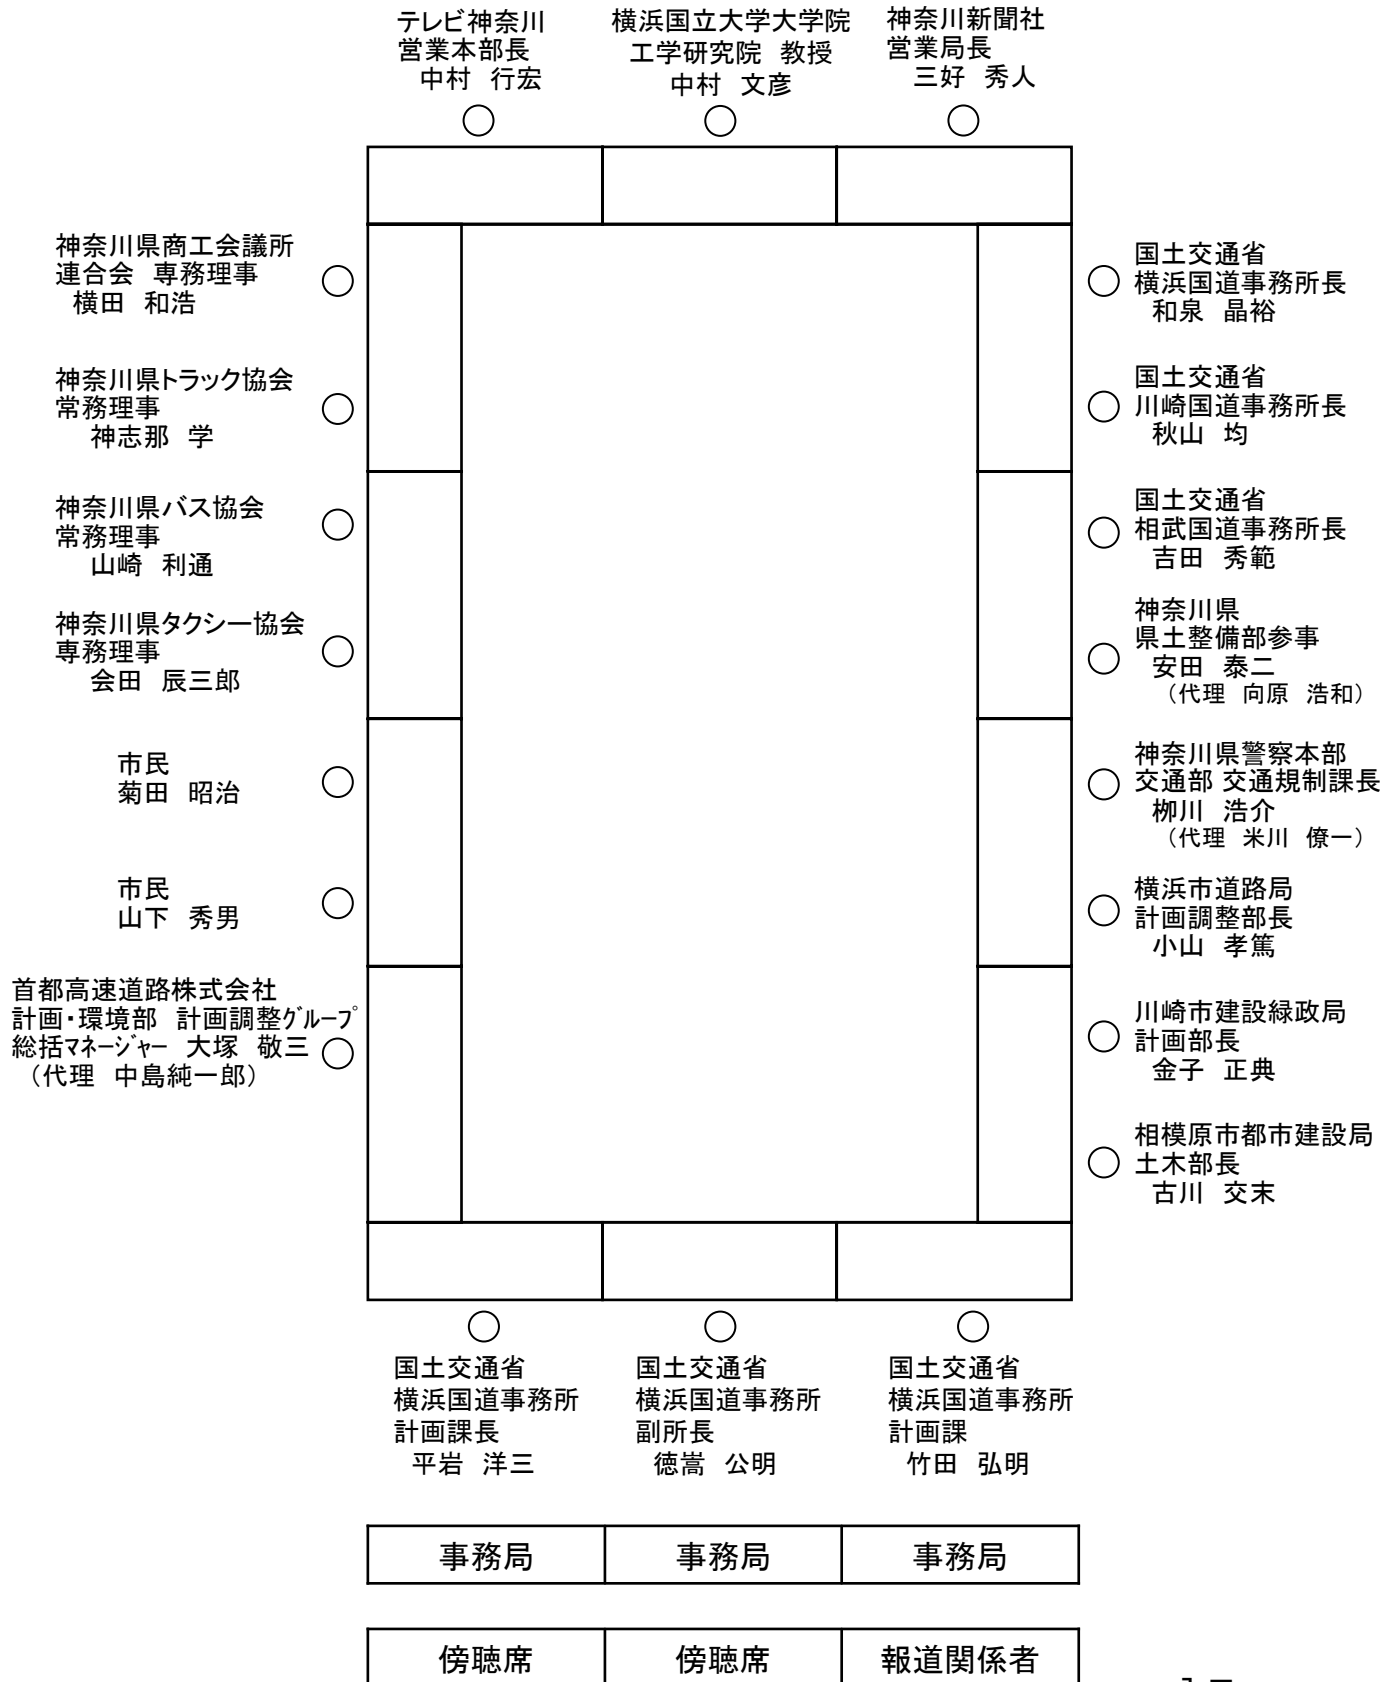 テレビ神奈川
営業本部長
中村 行宏
横浜国立大学大学院
工学研究院 教授
中村 文彦
神奈川新聞社
営業局長
三好 秀人
神奈川県商工会議所
連合会 専務理事
横田 和浩
神奈川県トラック協会
常務理事
神志那 学
神奈川県バス協会
常務理事
山崎 利通
神奈川県タクシー協会
専務理事
会田 辰三郎
市民
菊田 昭治
市民
山下 秀男
首都高速道路株式会社
計画・環境部 計画調整グループ
総括マネージャー 大塚 敬三
（代理 中島純一郎）
国土交通省
横浜国道事務所長
和泉 晶裕
国土交通省
川崎国道事務所長
秋山 均
国土交通省
相武国道事務所長
吉田 秀範
神奈川県
県土整備部参事
安田 泰二
（代理 向原 浩和）
神奈川県警察本部
交通部 交通規制課長
栁川 浩介
（代理 米川 僚一）
横浜市道路局
計画調整部長
小山 孝篤
川崎市建設緑政局
計画部長
金子 正典
相模原市都市建設局
土木部長
古川 交末
国土交通省
横浜国道事務所
計画課長
平岩 洋三
国土交通省
横浜国道事務所
副所長
徳嵩 公明
国土交通省
横浜国道事務所
計画課
竹田 弘明
事務局 事務局 事務局
傍聴席 傍聴席 報道関係者